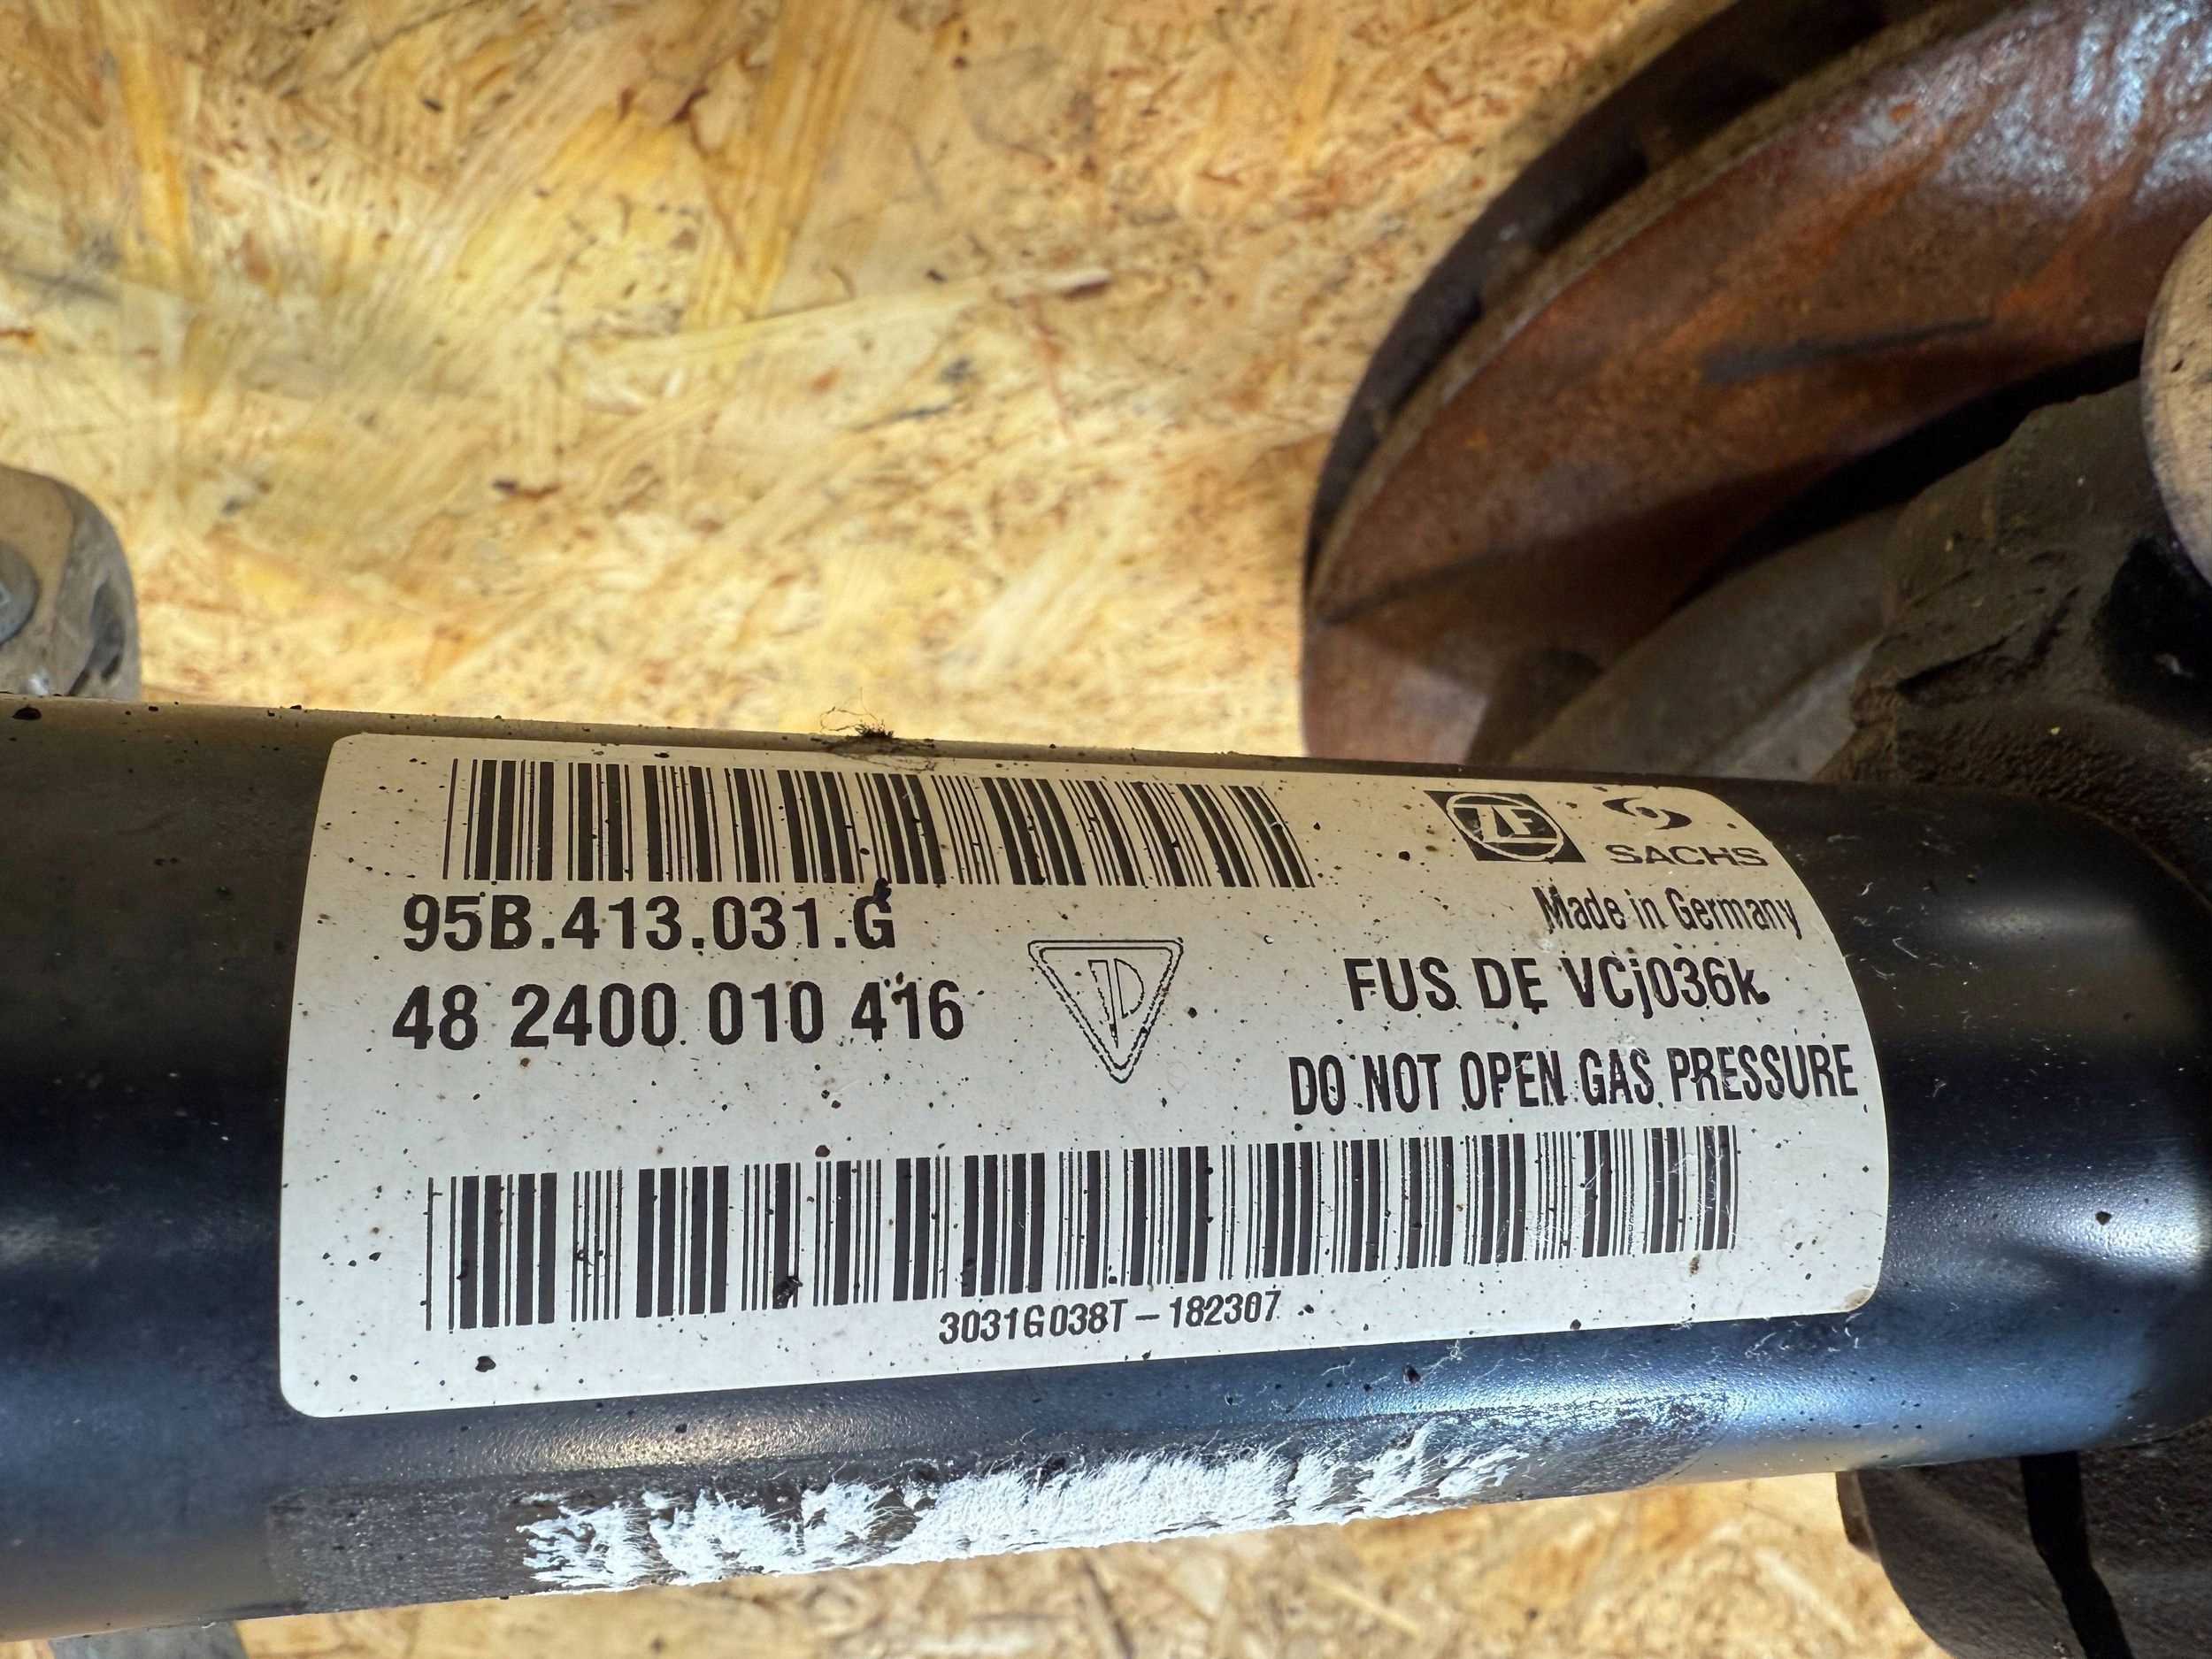 ZF
SACHS
Made in Germany
95B.413.031.G
48 2400 010 416
FUS DE VCj036k
DO NOT OPEN GAS PRESSURE
3031G038T-182307